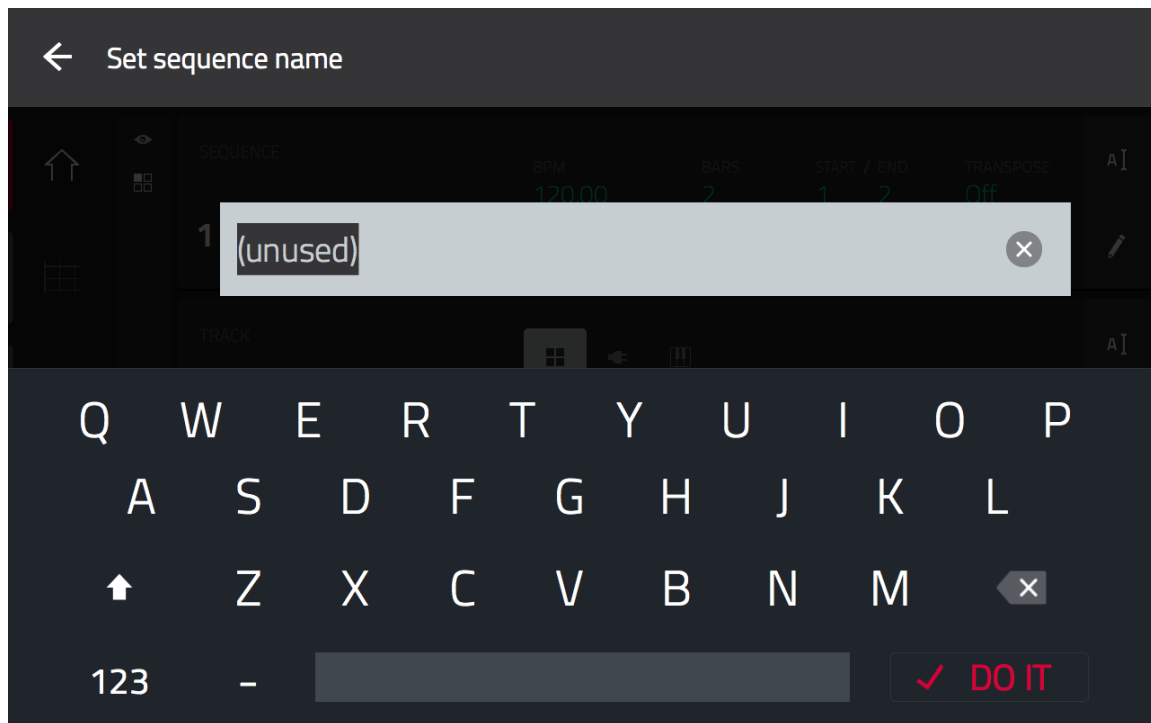 Set sequence name
SEQUENCE
BPM BARS START / END TRANSPOSE
120.00 2 1 2 Off
1
(unused)
TRACK
Q W E R T Y U I O P
A S D F G H J K L
Z X C V B N M
123 - DO IT